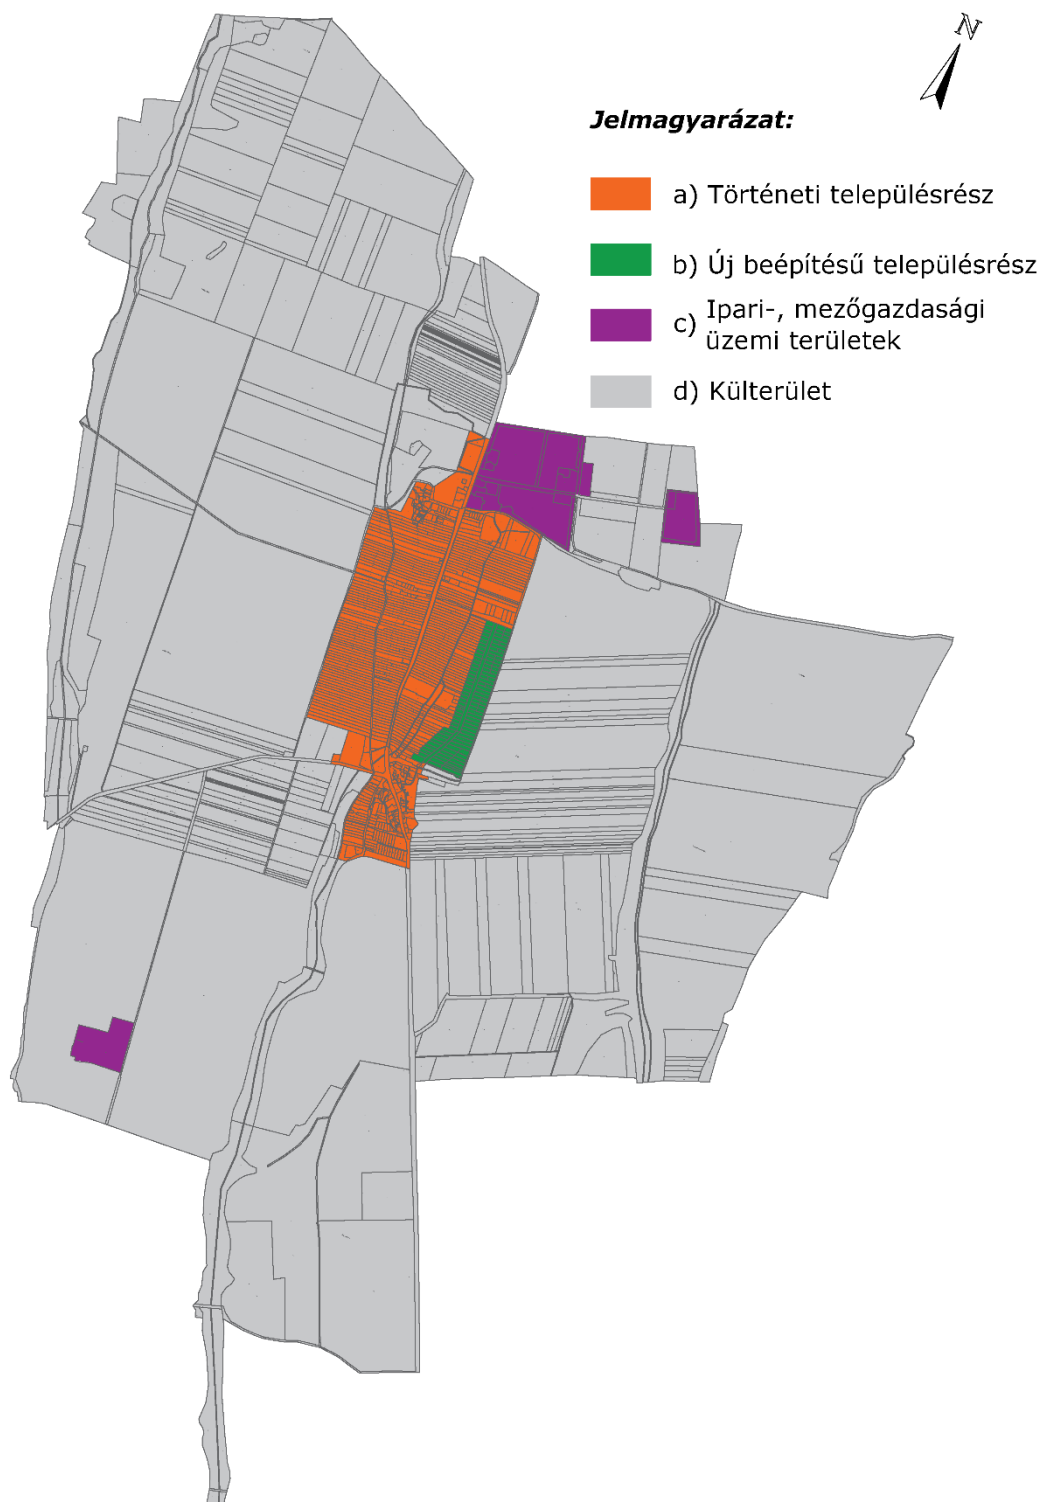 N
Jelmagyarázat:
a) Történeti településrész
b) Új beépítésű településrész
c) Ipari-, mezőgazdasági
üzemi területek
d) Külterület